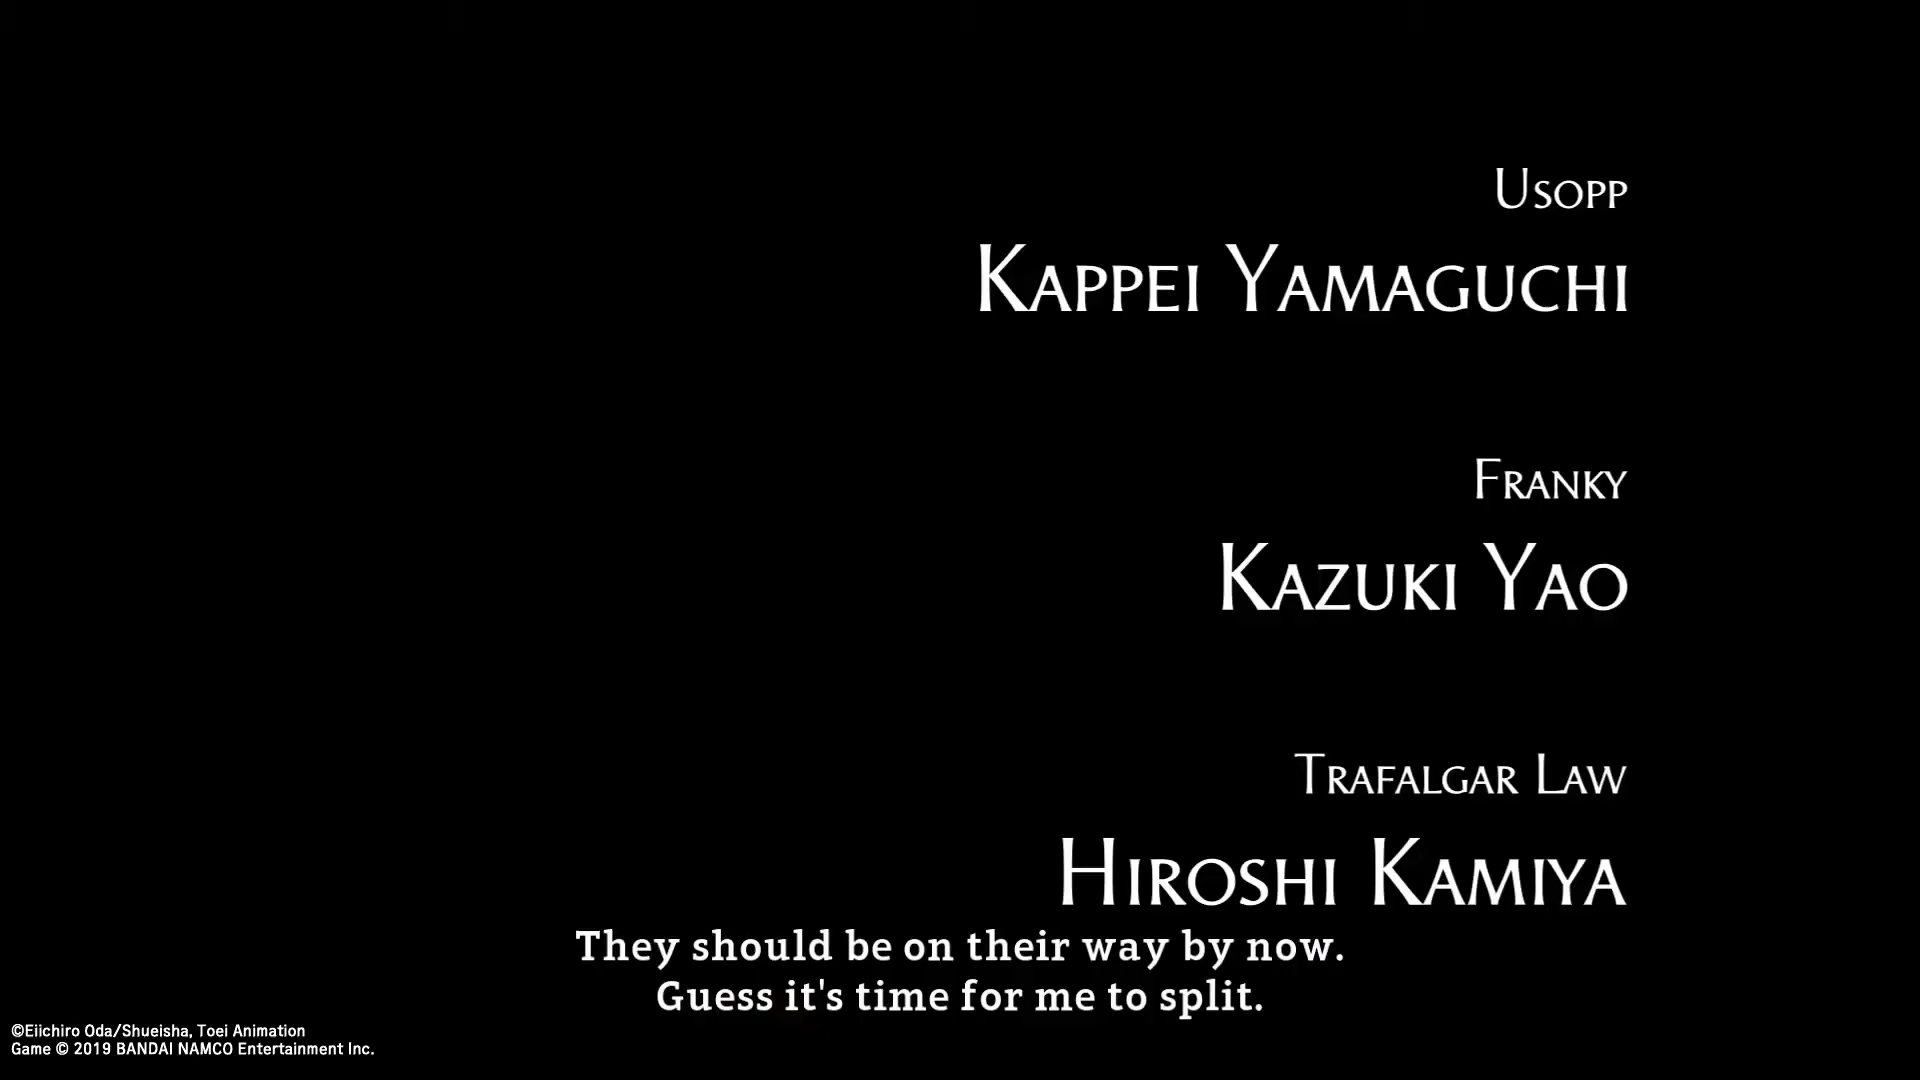 Usopp
Kappei Yamaguchi
Franky
Kazuki Yao
Trafalgar Law
Hiroshi Kamiya
They should be on their way by now.
Guess it's time for me to split.
©Eiichiro Oda/Shueisha, Toei Animation
Game © 2019 BANDAI NAMCO Entertainment Inc.